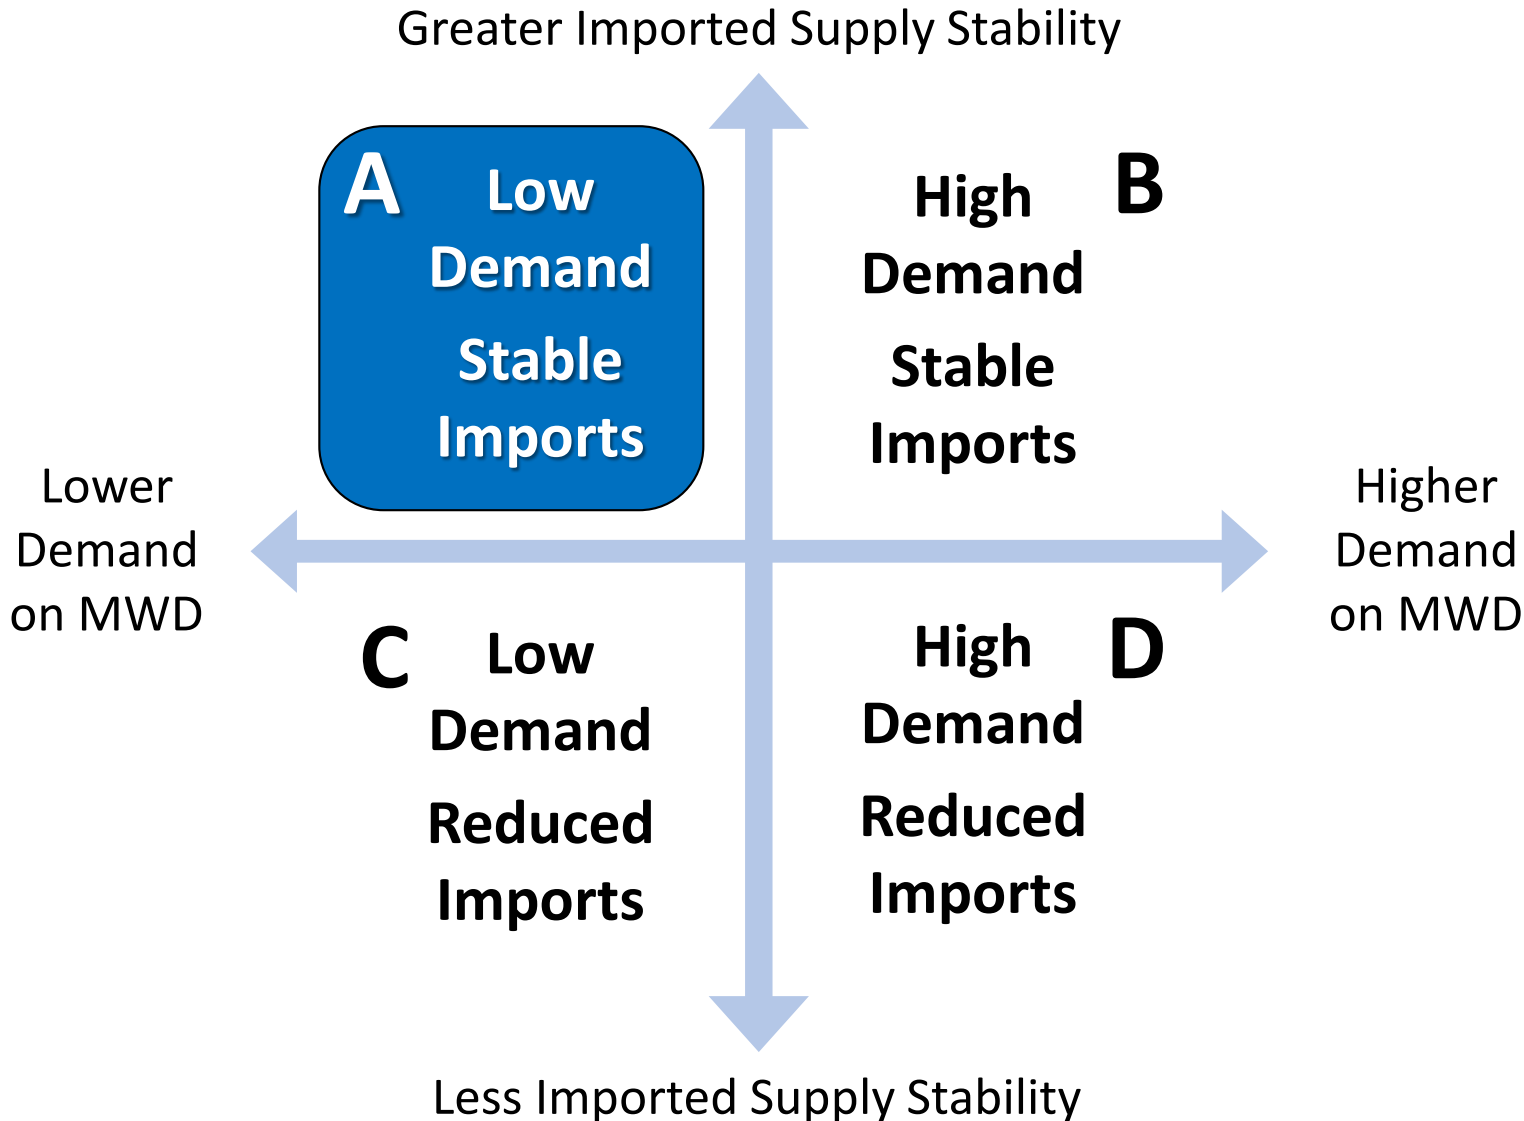 Greater Imported Supply Stability
A
Low
Demand
Stable
Imports
High
Demand
Stable
Imports
B
Lower
Demand
on MWD
Higher
Demand
on MWD
C
Low
Demand
Reduced
Imports
High
Demand
Reduced
Imports
D
Less Imported Supply Stability